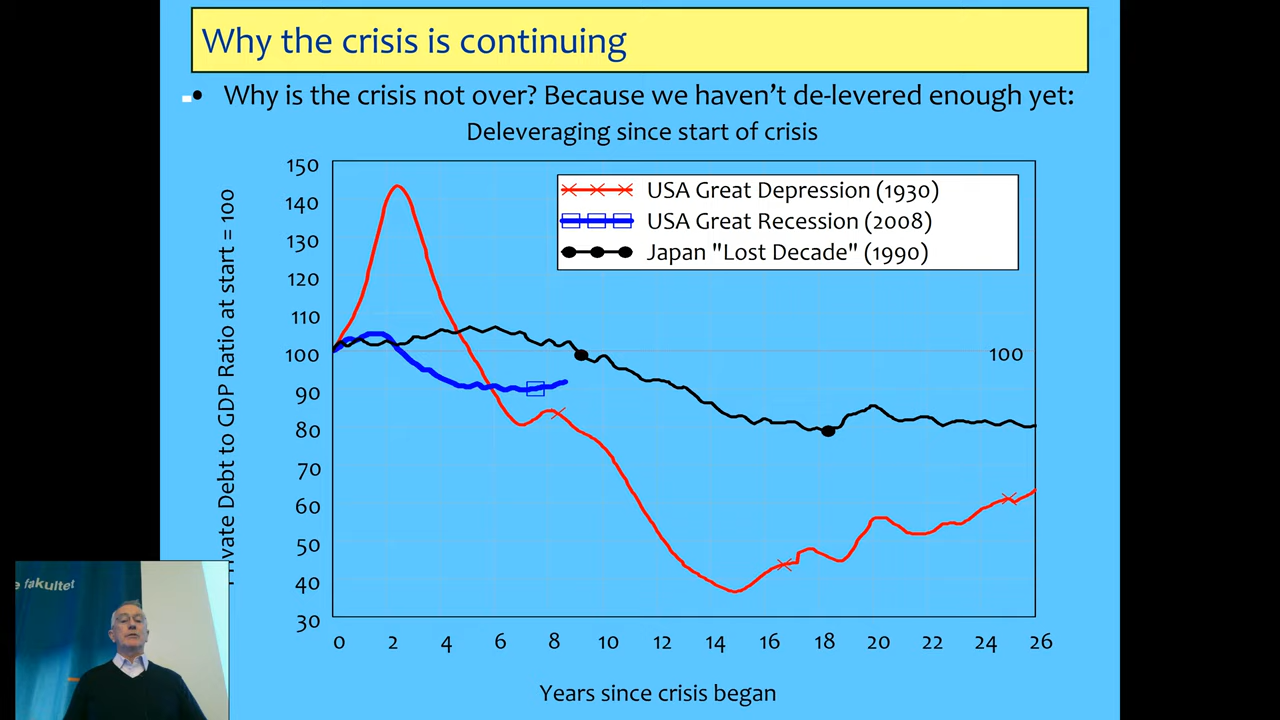 Why the crisis is continuing
• Why is the crisis not over? Because we haven't de-levered enough yet:
Deleveraging since start of crisis
150
140
130
120
110
100
90
80
70
60
50
40
30
Private Debt to GDP Ratio at start = 100
USA Great Depression (1930)
USA Great Recession (2008)
Japan "Lost Decade" (1990)
100
0 2 4 6 8 10 12 14 16 18 20 22 24 26
Years since crisis began
fakultet